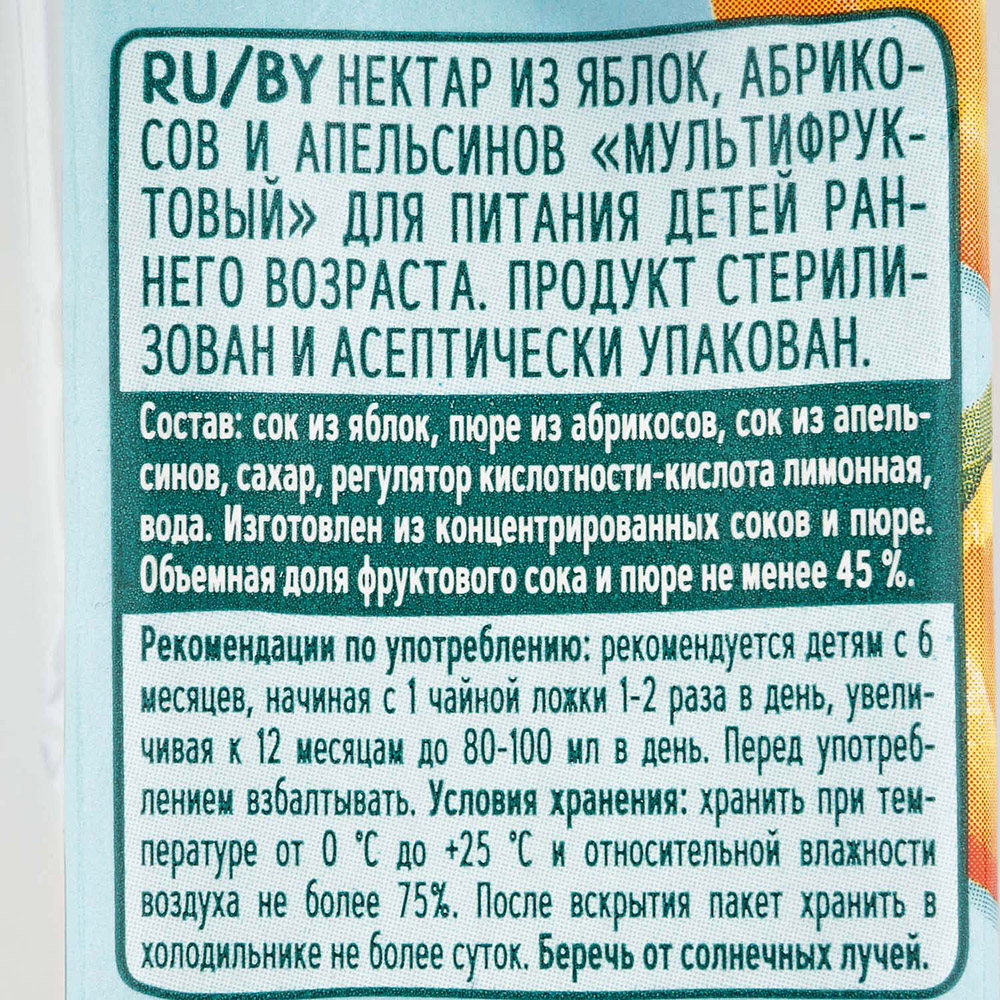 RU/BY НЕКТАР ИЗ ЯБЛОК, АБРИКО-
СОВ И АПЕЛЬСИНОВ «МУЛЬТИФРУК-
ТОВЫЙ» ДЛЯ ПИТАНИЯ ДЕТЕЙ РАН-
НЕГО ВОЗРАСТА. ПРОДУКТ СТЕРИЛИ-
ЗОВАН И АСЕПТИЧЕСКИ УПАКОВАН.
Состав: сок из яблок, пюре из абрикосов, сок из апель-
синов, сахар, регулятор кислотности-кислота лимонная,
вода. Изготовлен из концентрированных соков и пюре.
Объемная доля фруктового сока и пюре не менее 45 %.
Рекомендации по употреблению: рекомендуется детям с 6
месяцев, начиная с 1 чайной ложки 1-2 раза в день, увели-
чивая к 12 месяцам до 80-100 мл в день. Перед употреб-
лением взбалтывать. Условия хранения: хранить при тем-
пературе от 0 °С до +25 °С и относительной влажности
воздуха не более 75%. После вскрытия пакет хранить в
холодильнике не более суток. Беречь от солнечных лучей.